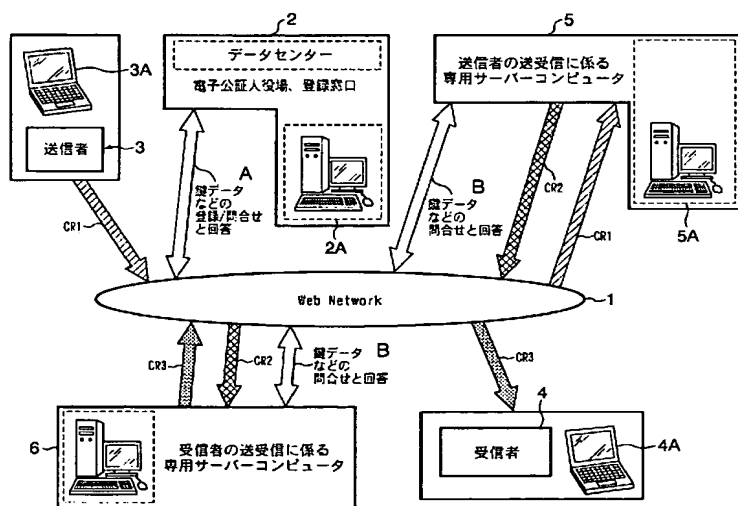 2
5
データセンター
3A
電子公証人役場、登録窓口
送信者の送受信に係る
専用サーバーコンピュータ
送信者
3
A
鍵データ
などの
登録/問合せ
と回答
2A
B
鍵データ
などの
問合せと回答
CR2
CR1
5A
CR1
Web Network
1
CR3
CR2
鍵データ
などの
問合せと回答
B
CR3
6
受信者の送受信に係る
専用サーバーコンピュータ
4
受信者
4A